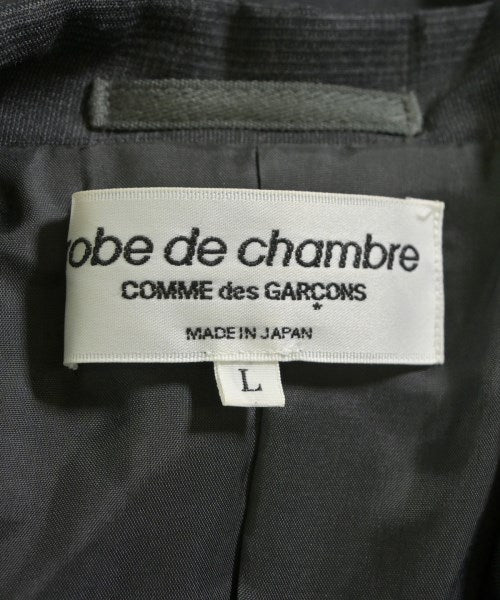 robe de chambre
COMME des GARÇONS
MADE IN JAPAN
L